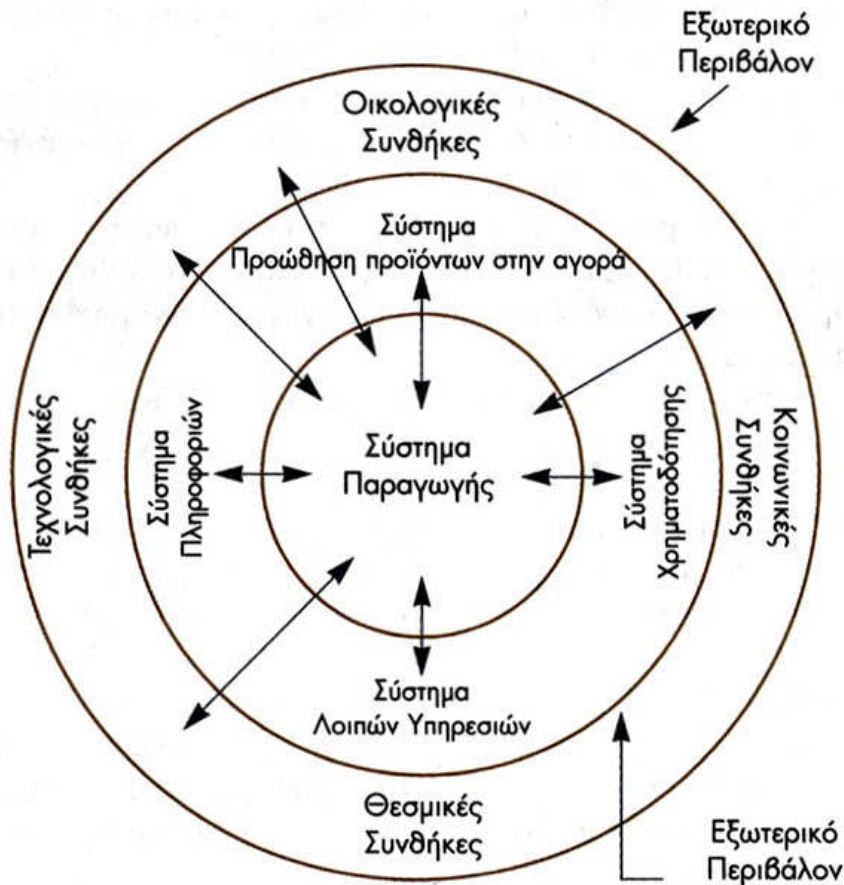 Εξωτερικό
Περιβάλον
Οικολογικές
Συνθήκες
Σύστημα
Προώθηση προϊόντων στην αγορά
Τεχνολογικές
Συνθήκες
Σύστημα
Πληροφοριών
Σύστημα
Παραγωγής
Σύστημα
Χρηματοδότησης
Κοινωνικές
Συνθήκες
Σύστημα
Λοιπών Υπηρεσιών
Θεσμικές
Συνθήκες
Εξωτερικό
Περιβάλον